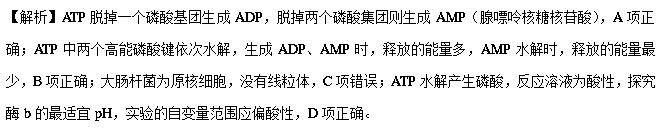 【解析】ATP 脱掉一个磷酸基团生成 ADP，脱掉两个磷酸集团则生成 AMP（腺嘌呤核糖核苷酸），A 项正
确；ATP 中两个高能磷酸键依次水解，生成 ADP、AMP 时，释放的能量多，AMP 水解时，释放的能量最
少，B 项正确；大肠杆菌为原核细胞，没有线粒体，C 项错误；ATP 水解产生磷酸，反应溶液为酸性，探究
酶 b 的最适宜 pH，实验的自变量范围应偏酸性，D 项正确。